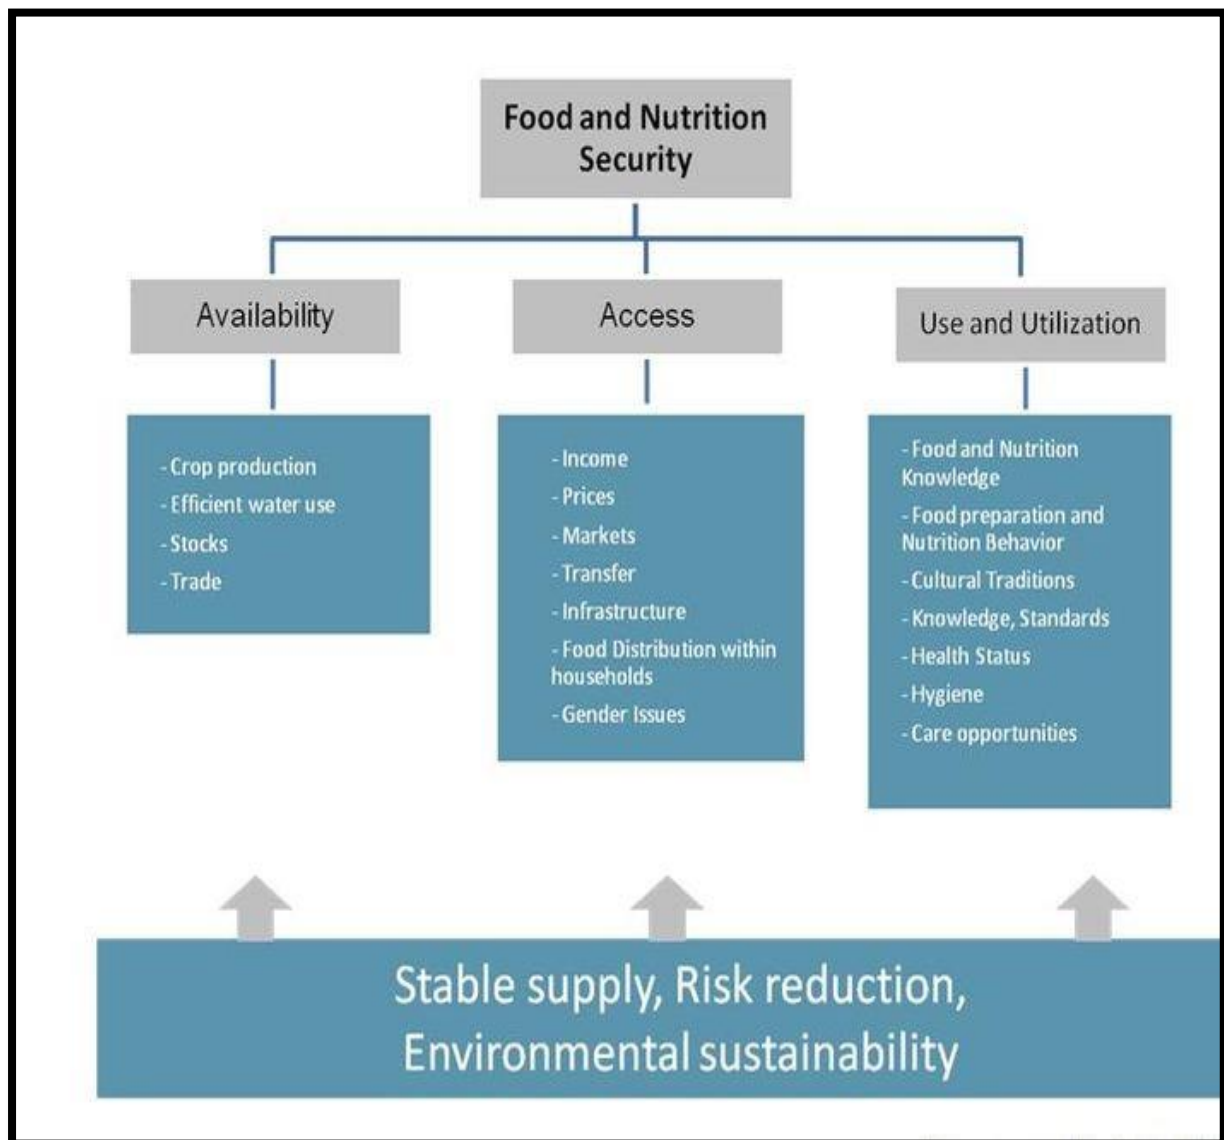 Food and Nutrition
Security
Availability
Access
Use and Utilization
- Crop production
- Efficient water use
- Stocks
- Trade
- Income
- Prices
- Markets
- Transfer
- Infrastructure
- Food Distribution within
households
- Gender Issues
- Food and Nutrition
Knowledge
- Food preparation and
Nutrition Behavior
- Cultural Traditions
- Knowledge, Standards
- Health Status
- Hygiene
- Care opportunities
Stable supply, Risk reduction,
Environmental sustainability